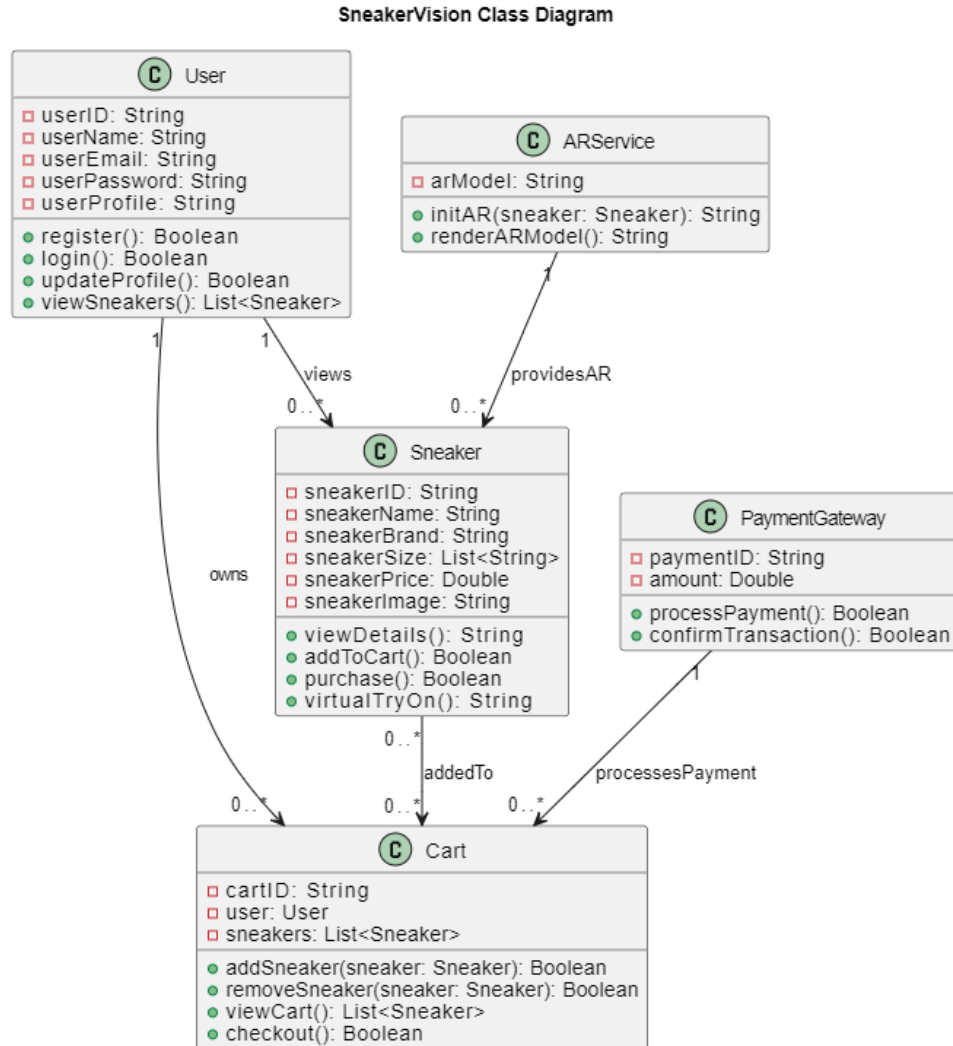 SneakerVision Class Diagram
C User
userID: String
userName: String
userEmail: String
userPassword: String
userProfile: String
register(): Boolean
login(): Boolean
updateProfile(): Boolean
viewSneakers(): List<Sneaker>
C ARService
arModel: String
initAR(sneaker: Sneaker): String
renderARModel(): String
1
1
1
views
providesAR
0..*
0..*
C Sneaker
sneakerID: String
sneakerName: String
sneakerBrand: String
sneakerSize: List<String>
sneakerPrice: Double
sneakerImage: String
viewDetails(): String
addToCart(): Boolean
purchase(): Boolean
virtualTryOn(): String
C PaymentGateway
paymentID: String
amount: Double
processPayment(): Boolean
confirmTransaction(): Boolean
owns
1
0..*
addedTo
processesPayment
0..*
0..*
0..*
C Cart
cartID: String
user: User
sneakers: List<Sneaker>
addSneaker(sneaker: Sneaker): Boolean
removeSneaker(sneaker: Sneaker): Boolean
viewCart(): List<Sneaker>
checkout(): Boolean